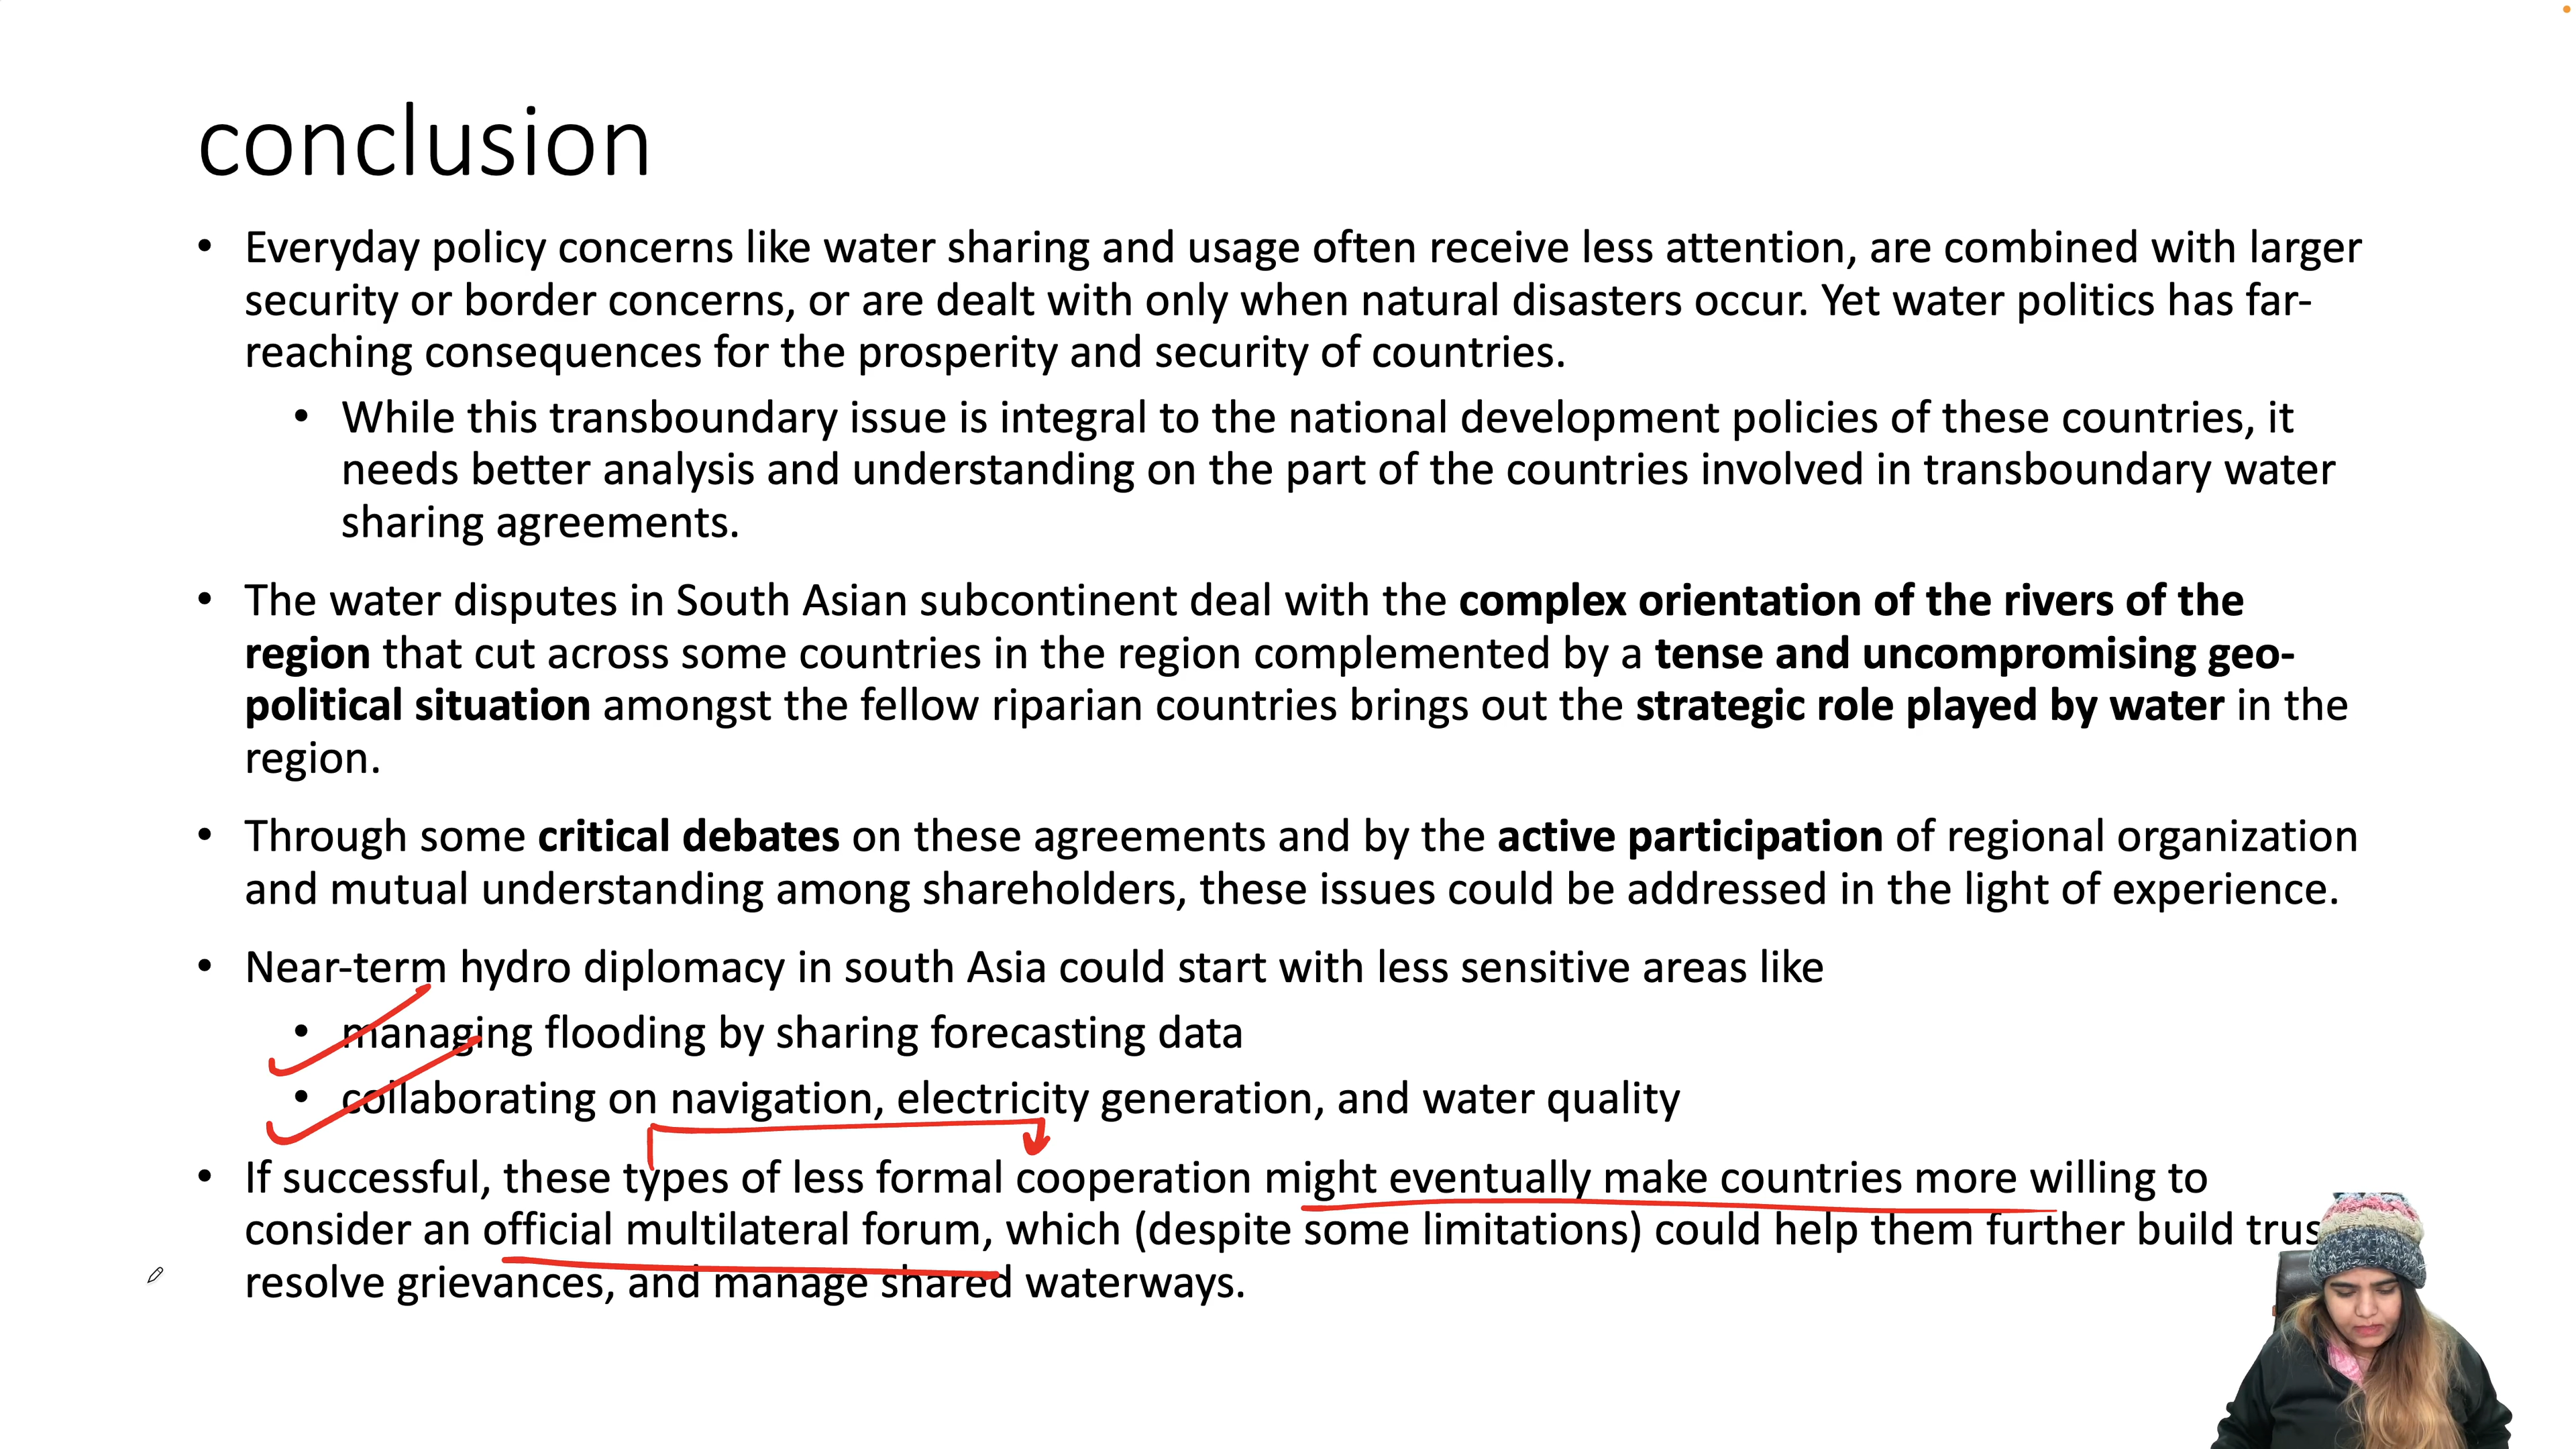 conclusion
• Everyday policy concerns like water sharing and usage often receive less attention, are combined with larger
security or border concerns, or are dealt with only when natural disasters occur. Yet water politics has far-
reaching consequences for the prosperity and security of countries.
• While this transboundary issue is integral to the national development policies of these countries, it
needs better analysis and understanding on the part of the countries involved in transboundary water
sharing agreements.
• The water disputes in South Asian subcontinent deal with the complex orientation of the rivers of the
region that cut across some countries in the region complemented by a tense and uncompromising geo-
political situation amongst the fellow riparian countries brings out the strategic role played by water in the
region.
• Through some critical debates on these agreements and by the active participation of regional organization
and mutual understanding among shareholders, these issues could be addressed in the light of experience.
• Near-term hydro diplomacy in south Asia could start with less sensitive areas like
• managing flooding by sharing forecasting data
• collaborating on navigation, electricity generation, and water quality
• If successful, these types of less formal cooperation might eventually make countries more willing to
consider an official multilateral forum, which (despite some limitations) could help them further build
resolve grievances, and manage shared waterways.